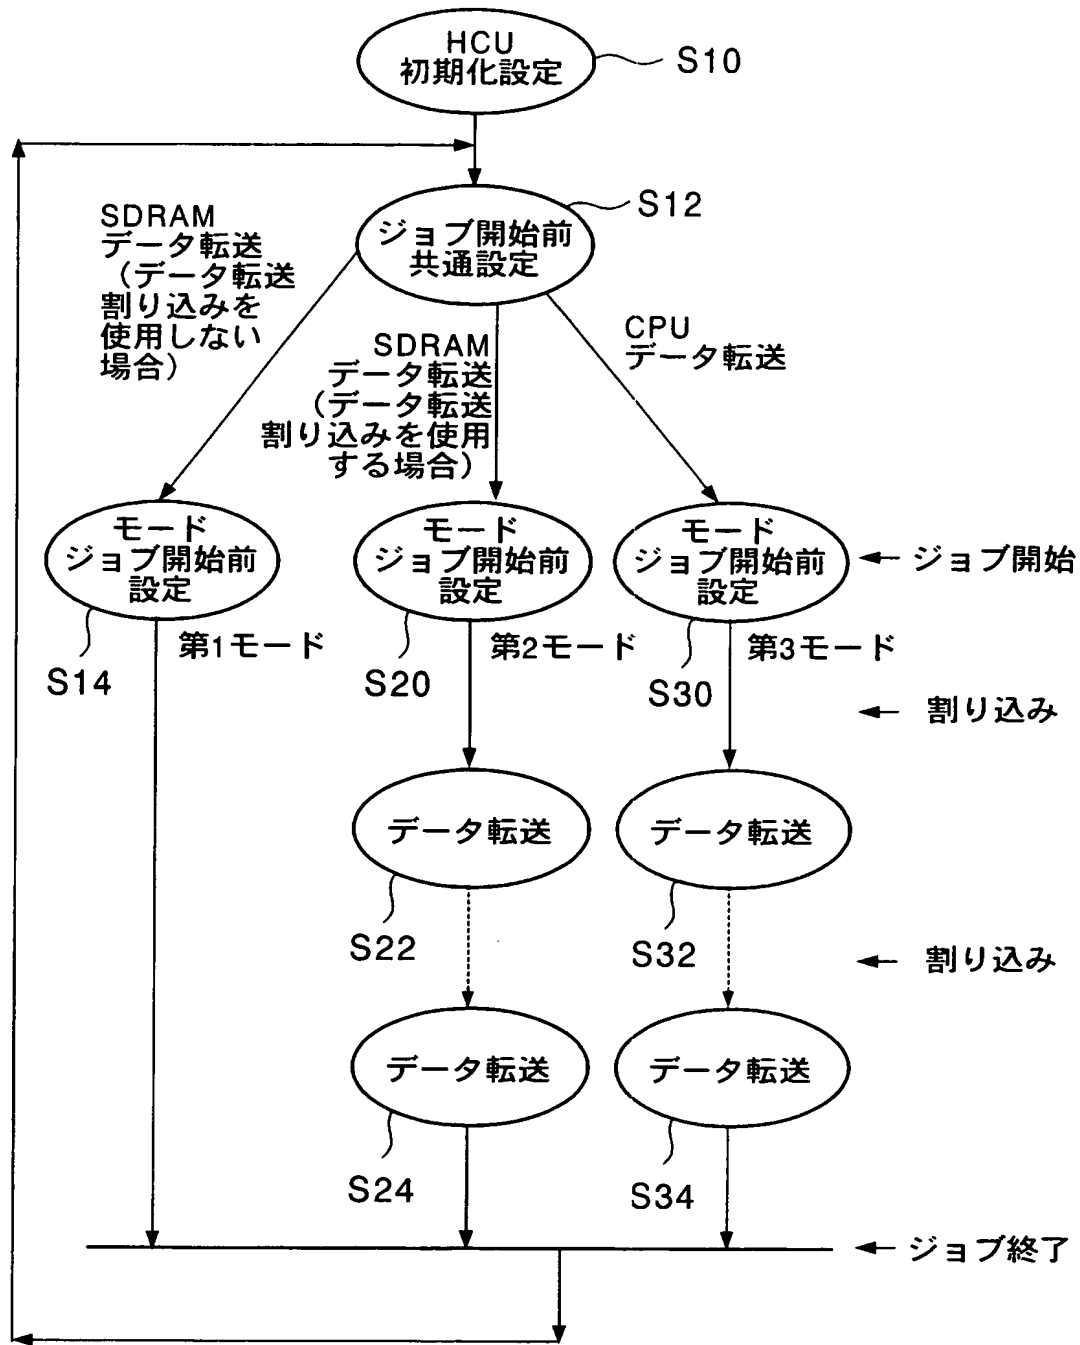 HCU
初期化設定
S10
S12
ジョブ開始前
共通設定
SDRAM
データ転送
(データ転送
割り込みを
使用しない
場合)
SDRAM
データ転送
(データ転送
割り込みを使用
する場合)
CPU
データ転送
モード
ジョブ開始前
設定
モード
ジョブ開始前
設定
モード
ジョブ開始前
設定
ジョブ開始
S14
第1モード
S20
第2モード
S30
第3モード
割り込み
データ転送
データ転送
S22
S32
割り込み
データ転送
データ転送
S24
S34
ジョブ終了